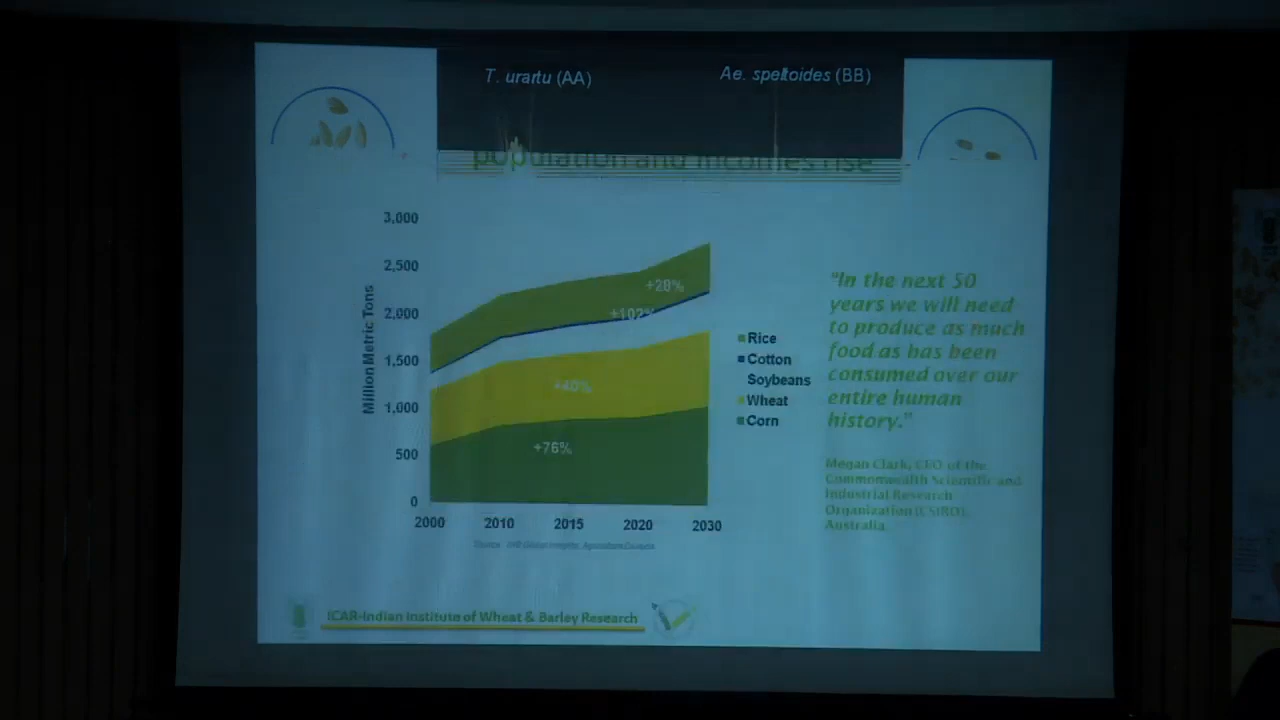 T. urartu (AA)
Ae. speltoides (BB)
population and incomes rise
3,000
2,500
2,000
1,500
1,000
500
0
Million Metric Tons
2000 2010 2015 2020 2030
+28%
+102%
+40%
+76%
Rice
Cotton
Soybeans
Wheat
Corn
"In the next 50
years we will need
to produce as much
food as has been
consumed over our
entire human
history."
Megan Clark, CEO of the
Commonwealth Scientific and
Industrial Research
Organization (CSIRO),
Australia
ICAR-Indian Institute of Wheat & Barley Research